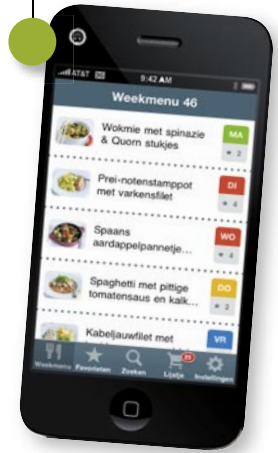 AT&T 9:42 AM
Weekmenu 46
Wokmie met spinazie
& Quorn stukjes
MA
2
Prei-notenstamppot
met varkensfilet
DI
4
Spaans
aardappelpannetje...
WO
4
Spaghetti met pittige
tomatensaus en kalk...
DO
2
Kabeljauwfilet met
VR
Weekmenu Favorieten Zoeken Lijstje Instellingen